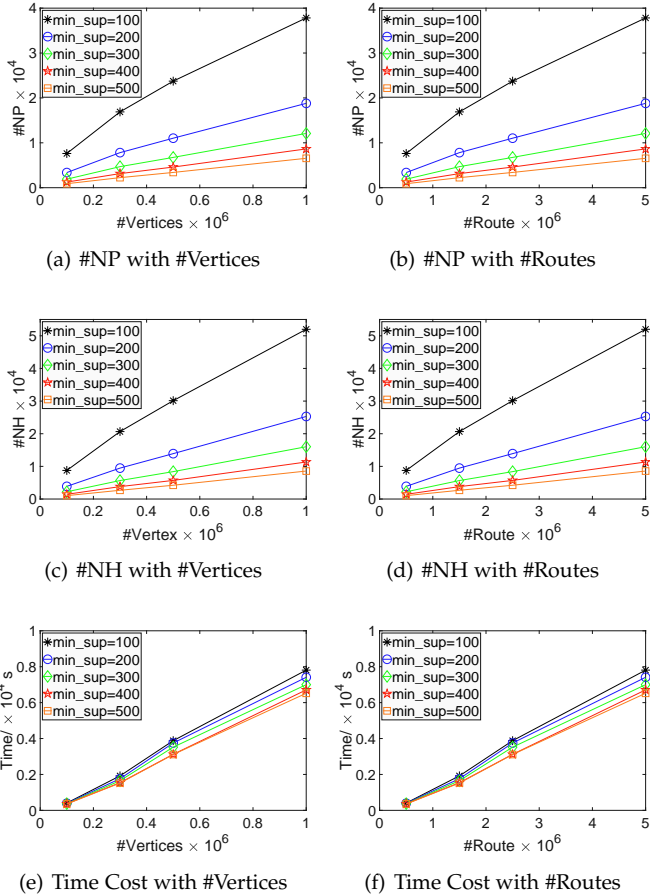 4
3
2
1
0
#NP × 10^4
min_sup=100
min_sup=200
min_sup=300
min_sup=400
min_sup=500
0 0.2 0.4 0.6 0.8 1
#Vertices × 10^6
(a) #NP with #Vertices
4
3
2
1
0
#NP × 10^4
min_sup=100
min_sup=200
min_sup=300
min_sup=400
min_sup=500
0 1 2 3 4 5
#Route × 10^6
(b) #NP with #Routes
5
4
3
2
1
0
#NH × 10^4
min_sup=100
min_sup=200
min_sup=300
min_sup=400
min_sup=500
0 0.2 0.4 0.6 0.8 1
#Vertex × 10^6
(c) #NH with #Vertices
5
4
3
2
1
0
#NH × 10^4
min_sup=100
min_sup=200
min_sup=300
min_sup=400
min_sup=500
0 1 2 3 4 5
#Route × 10^6
(d) #NH with #Routes
1
0.8
0.6
0.4
0.2
0
Time/ × 10^4 s
min_sup=100
min_sup=200
min_sup=300
min_sup=400
min_sup=500
0 0.2 0.4 0.6 0.8 1
#Vertices × 10^6
(e) Time Cost with #Vertices
1
0.8
0.6
0.4
0.2
0
Time/ × 10^4 s
min_sup=100
min_sup=200
min_sup=300
min_sup=400
min_sup=500
0 1 2 3 4 5
#Route × 10^6
(f) Time Cost with #Routes